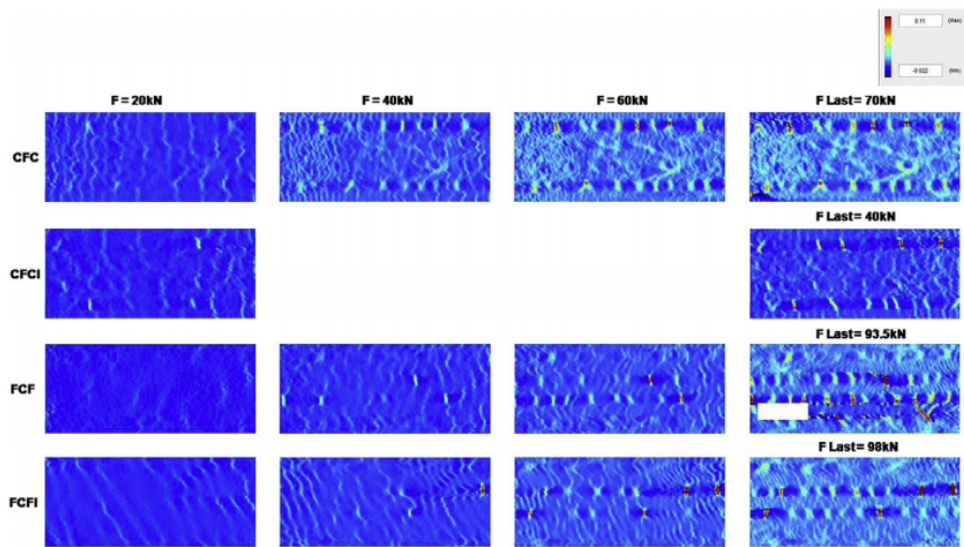 0.11 (Max)
-0.022 (Min)
F = 20kN F = 40kN F = 60kN F Last= 70kN
CFC
F Last= 40kN
CFCI
F Last= 93.5kN
FCF
F Last= 98kN
FCFI